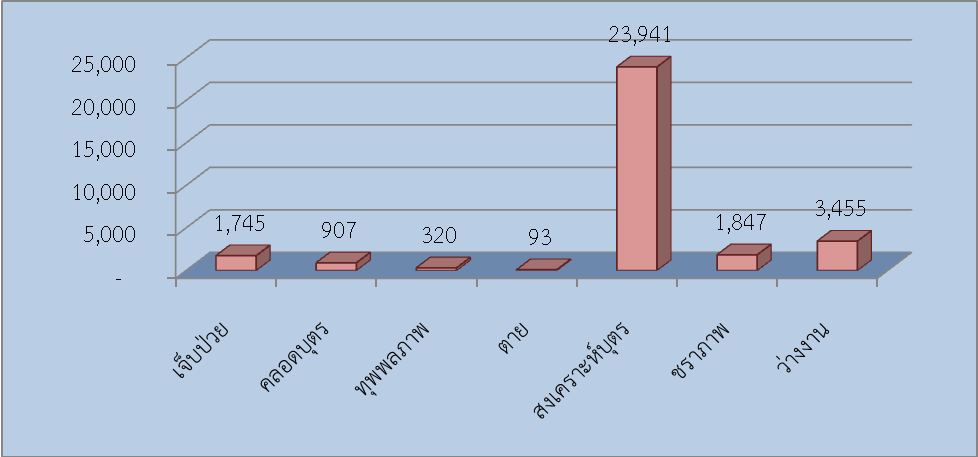 23,941
25,000
20,000
15,000
10,000
5,000
-
1,745
907
320
93
1,847
3,455
เจ็บป่วย
คลอดบุตร
ทุพพลภาพ
ตาย
สงเคราะห์บุตร
ชราภาพ
ว่างงาน